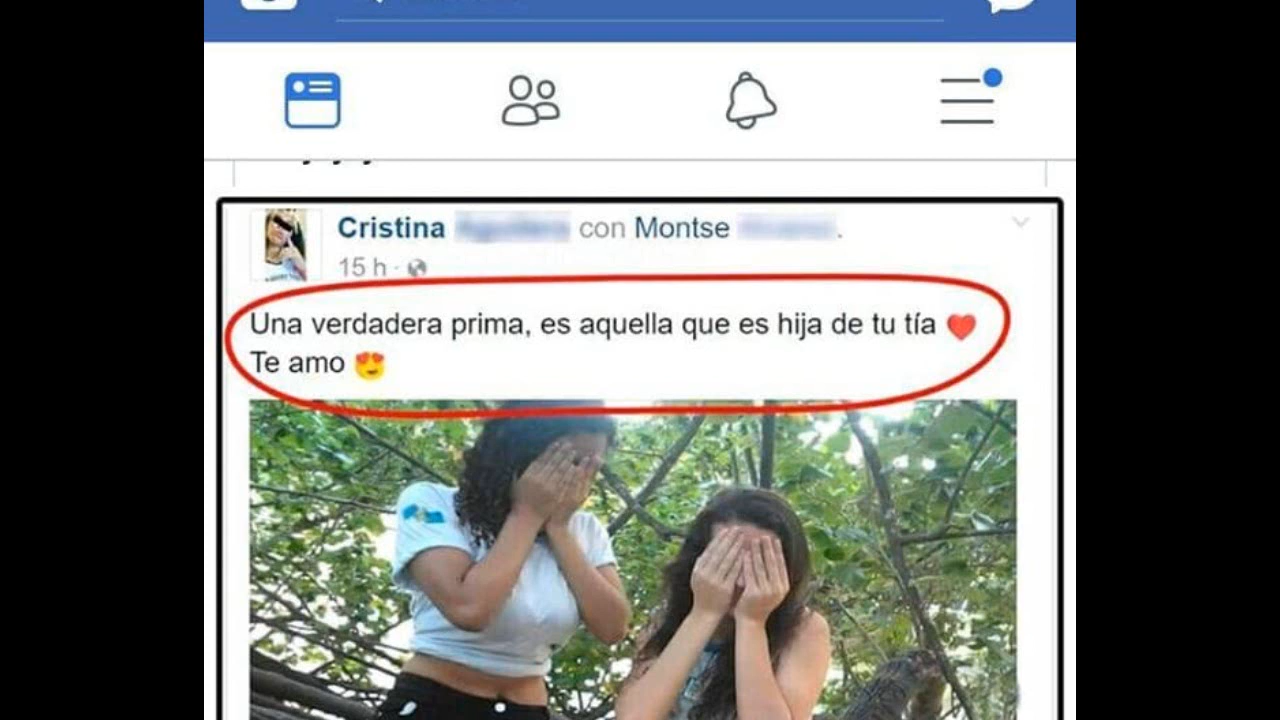 Cristina con Montse .
15 h ·
Una verdadera prima, es aquella que es hija de tu tía ❤️
Te amo 😍